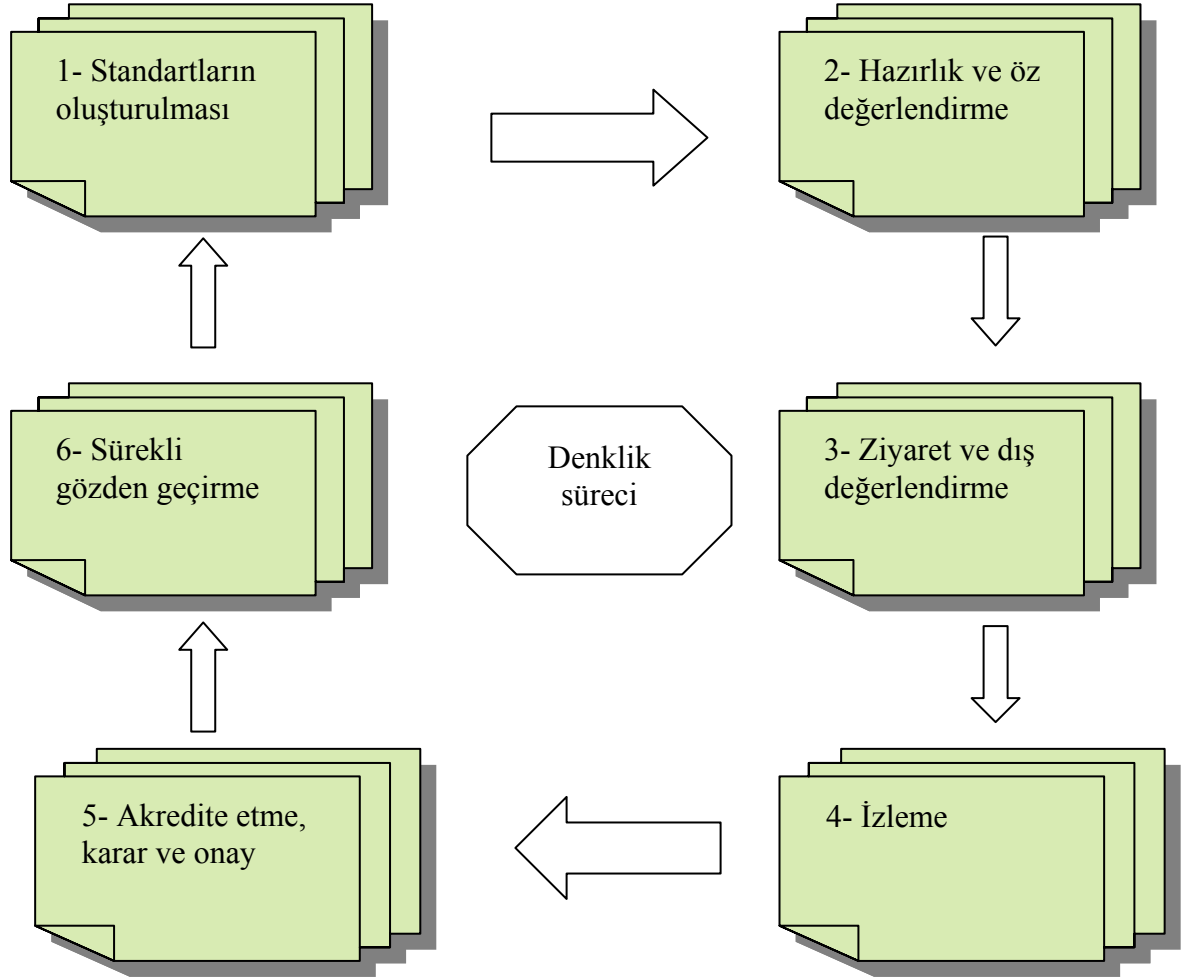 1- Standartların
oluşturulması
2- Hazırlık ve öz
değerlendirme
6- Sürekli
gözden geçirme
Denklik
süreci
3- Ziyaret ve dış
değerlendirme
5- Akredite etme,
karar ve onay
4- İzleme